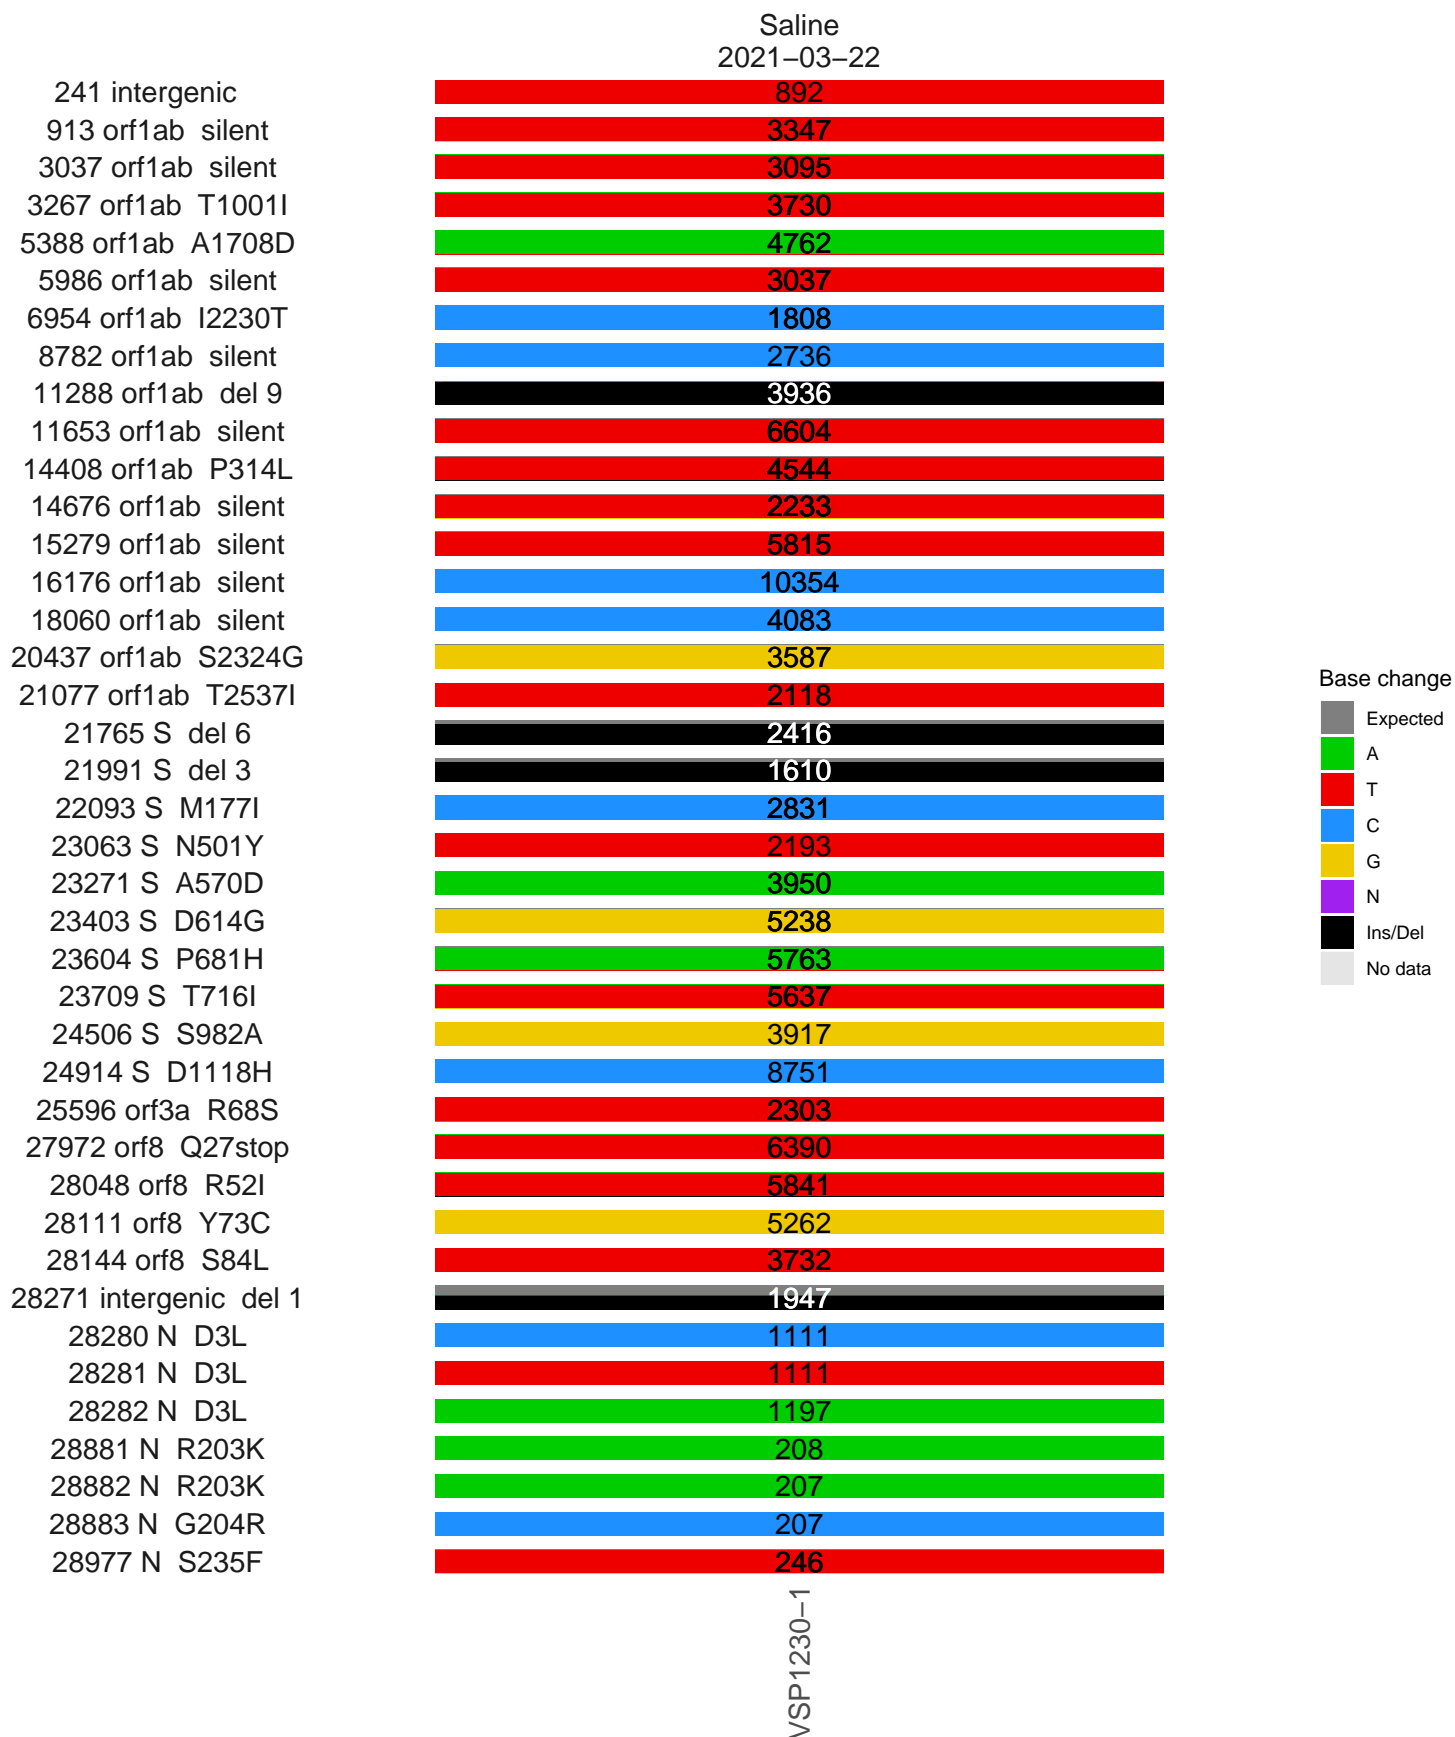 Saline
2021−03−22
241 intergenic 892
913 orf1ab silent 3347
3037 orf1ab silent 3095
3267 orf1ab T1001I 3730
5388 orf1ab A1708D 4762
5986 orf1ab silent 3037
6954 orf1ab I2230T 1808
8782 orf1ab silent 2736
11288 orf1ab del 9 3936
11653 orf1ab silent 6604
14408 orf1ab P314L 4544
14676 orf1ab silent 2233
15279 orf1ab silent 5815
16176 orf1ab silent 10354
18060 orf1ab silent 4083
20437 orf1ab S2324G 3587
21077 orf1ab T2537I 2118
21765 S del 6 2416
21991 S del 3 1610
22093 S M177I 2831
23063 S N501Y 2193
23271 S A570D 3950
23403 S D614G 5238
23604 S P681H 5763
23709 S T716I 5637
24506 S S982A 3917
24914 S D1118H 8751
25596 orf3a R68S 2303
27972 orf8 Q27stop 6390
28048 orf8 R52I 5841
28111 orf8 Y73C 5262
28144 orf8 S84L 3732
28271 intergenic del 1 1947
28280 N D3L 1111
28281 N D3L 1111
28282 N D3L 1197
28881 N R203K 208
28882 N R203K 207
28883 N G204R 207
28977 N S235F 246
VSP1230−1
Base change
Expected
A
T
C
G
N
Ins/Del
No data